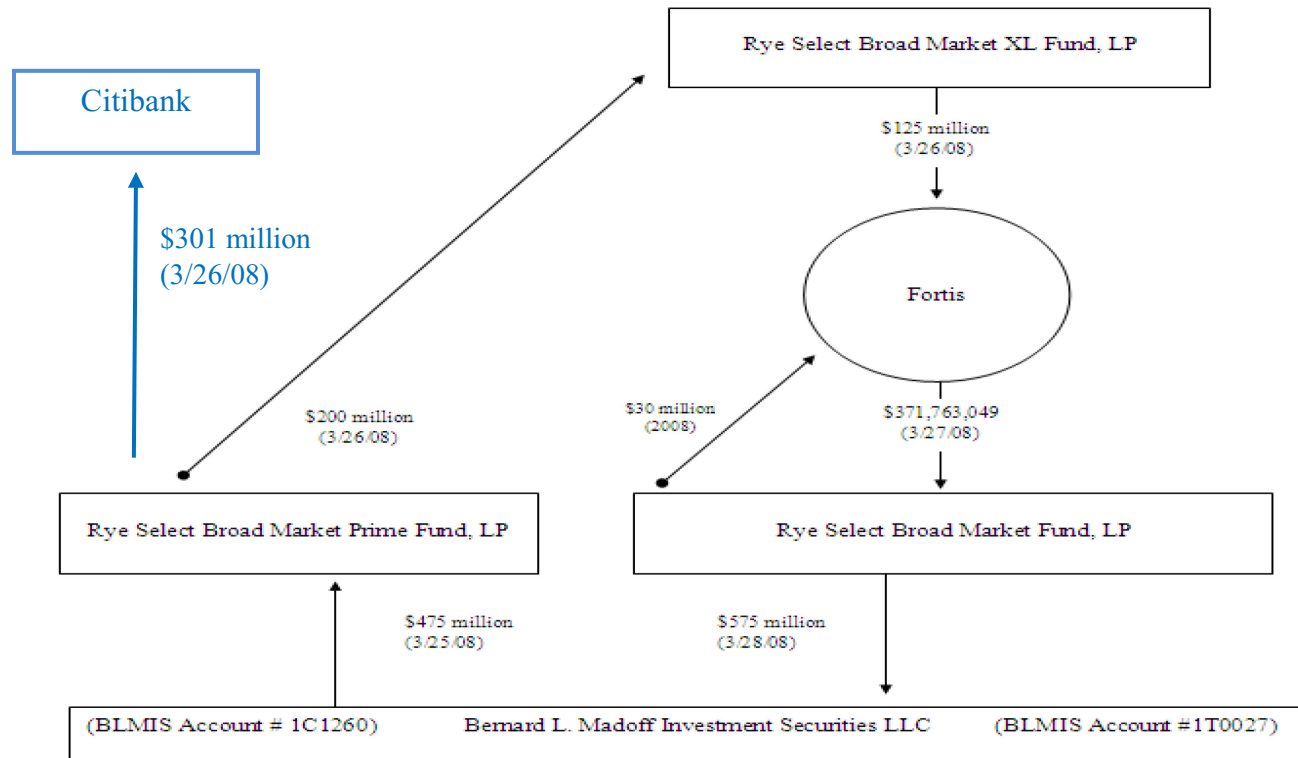 Rye Select Broad Market XL Fund, LP
Citibank
$125 million
(3/26/08)
$301 million
(3/26/08)
Fortis
$200 million
(3/26/08)
$30 million
(2008)
$371,763,049
(3/27/08)
Rye Select Broad Market Prime Fund, LP
Rye Select Broad Market Fund, LP
$475 million
(3/25/08)
$575 million
(3/28/08)
(BLMIS Account # 1C1260)
Bernard L. Madoff Investment Securities LLC
(BLMIS Account #1T0027)